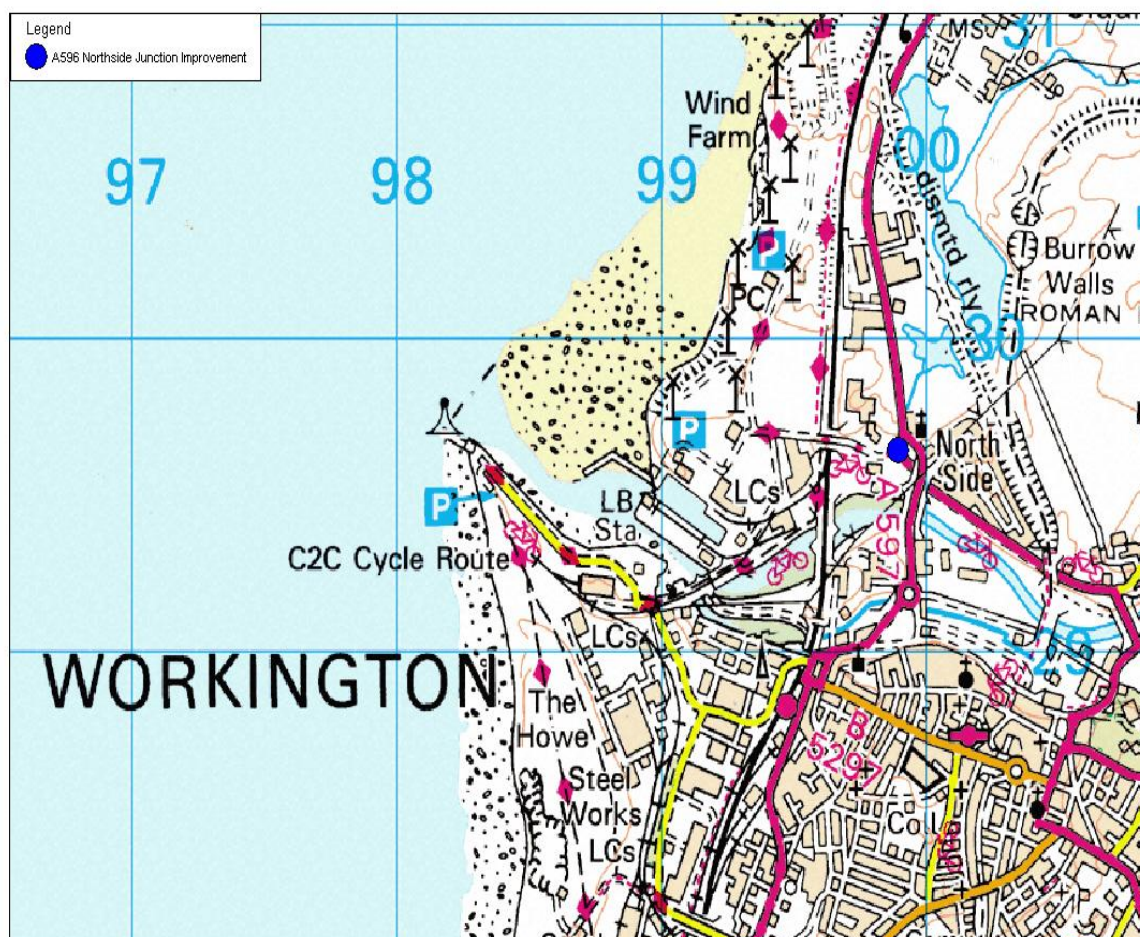 Legend
A596 Northside Junction Improvement
MS
31
Wind
Farm
97
98
99
00
dismtd rly
P
Burrow
Walls
ROMAN
PC
30
P
North
Side
LCs
LB
Sta
A 597
P
C2C Cycle Route
LCs
29
WORKINGTON
The
Howe
B
5297
Steel
Works
LCs